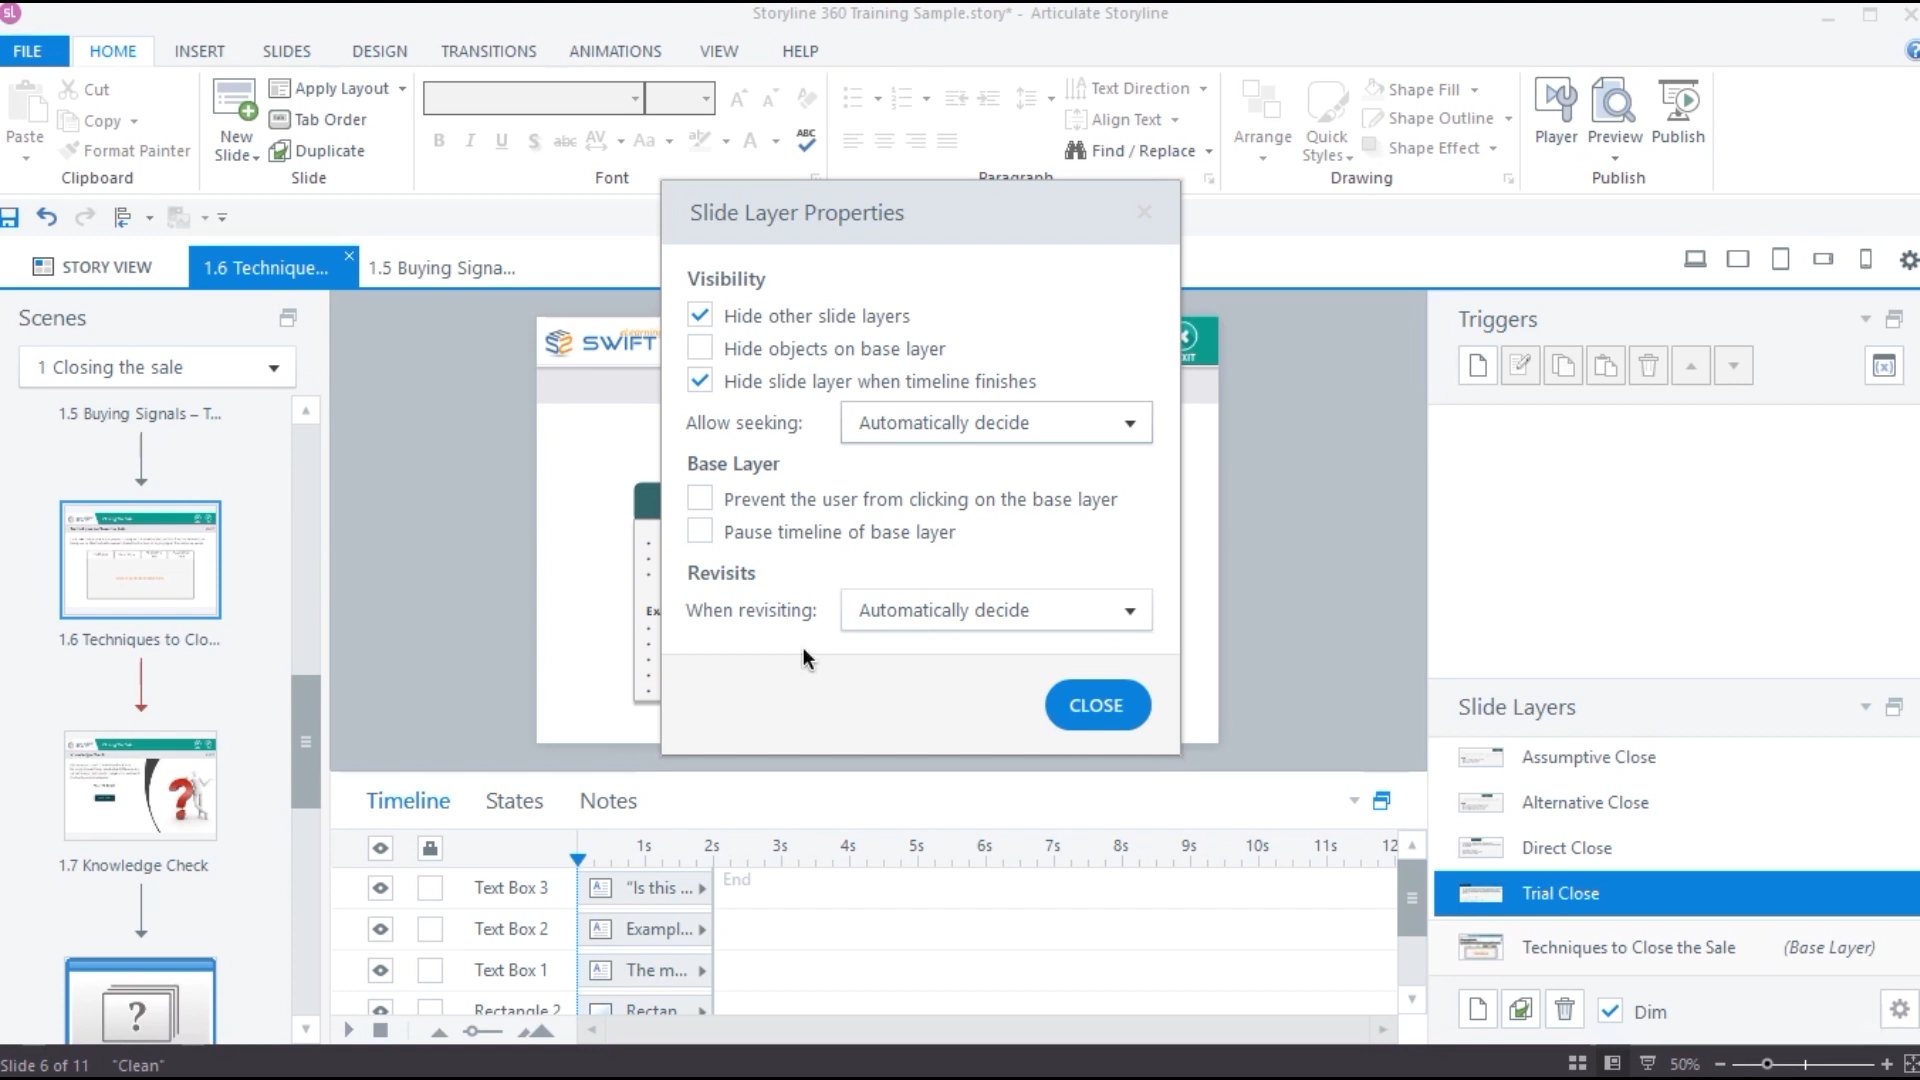 Storyline 360 Training Sample.story* - Articulate Storyline
FILE HOME INSERT SLIDES DESIGN TRANSITIONS ANIMATIONS VIEW HELP
Paste
Cut
Copy
Format Painter
Clipboard
New Slide
Apply Layout
Tab Order
Duplicate
Slide
Font
Text Direction
Align Text
Find / Replace
Paragraph
Arrange
Quick Styles
Shape Fill
Shape Outline
Shape Effect
Drawing
Player
Preview
Publish
Publish
STORY VIEW
1.6 Technique...
1.5 Buying Signa...
Scenes
1 Closing the sale
1.5 Buying Signals – T...
1.6 Techniques to Clo...
1.7 Knowledge Check
SWIFT
eLearning
Slide Layer Properties
Visibility
Hide other slide layers
Hide objects on base layer
Hide slide layer when timeline finishes
Allow seeking: Automatically decide
Base Layer
Prevent the user from clicking on the base layer
Pause timeline of base layer
Revisits
When revisiting: Automatically decide
CLOSE
Triggers
Slide Layers
Assumptive Close
Alternative Close
Direct Close
Trial Close
Techniques to Close the Sale (Base Layer)
Dim
Timeline States Notes
1s 2s 3s 4s 5s 6s 7s 8s 9s 10s 11s 12
Text Box 3 "Is this ... End
Text Box 2 Exampl...
Text Box 1 The m...
Rectangle 2 Rectan
Slide 6 of 11 "Clean"
50%